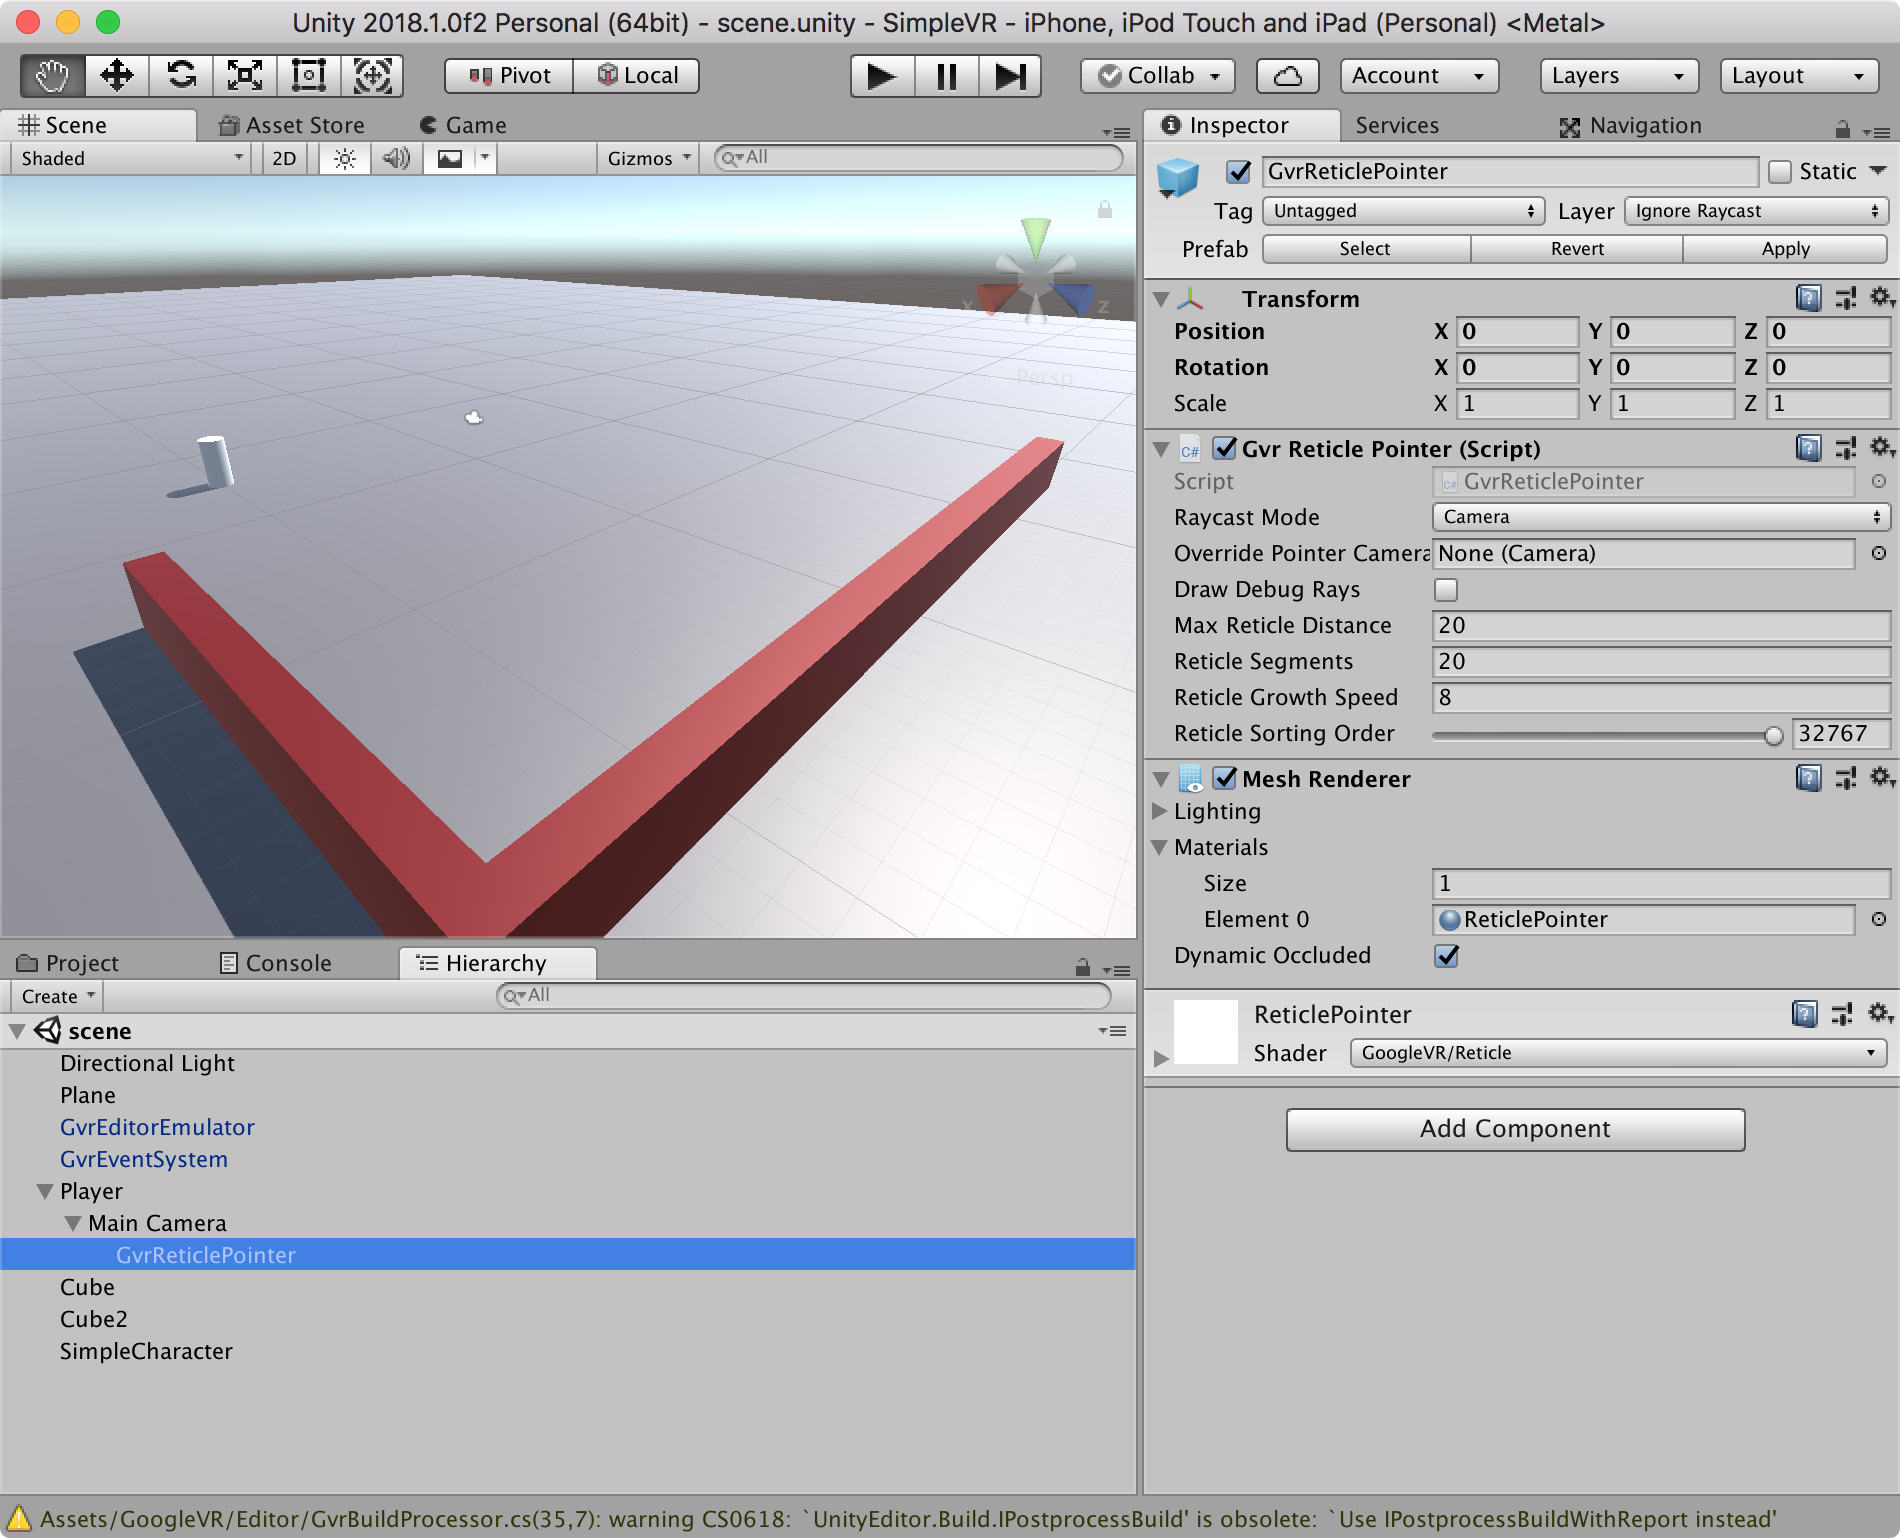 Unity 2018.1.0f2 Personal (64bit) - scene.unity - SimpleVR - iPhone, iPod Touch and iPad (Personal) <Metal>
Pivot Local Collab Account Layers Layout
Scene Asset Store Game
Shaded 2D Gizmos All
X Z
Persp
Inspector Services Navigation
GvrReticlePointer Static
Tag Untagged Layer Ignore Raycast
Prefab Select Revert Apply
Transform
Position X 0 Y 0 Z 0
Rotation X 0 Y 0 Z 0
Scale X 1 Y 1 Z 1
C# Gvr Reticle Pointer (Script)
Script C# GvrReticlePointer
Raycast Mode Camera
Override Pointer Camera None (Camera)
Draw Debug Rays
Max Reticle Distance 20
Reticle Segments 20
Reticle Growth Speed 8
Reticle Sorting Order 32767
Mesh Renderer
Lighting
Materials
Size 1
Element 0 ReticlePointer
Dynamic Occluded
ReticlePointer
Shader GoogleVR/Reticle
Add Component
Project Console Hierarchy
Create All
scene
Directional Light
Plane
GvrEditorEmulator
GvrEventSystem
Player
Main Camera
GvrReticlePointer
Cube
Cube2
SimpleCharacter
Assets/GoogleVR/Editor/GvrBuildProcessor.cs(35,7): warning CS0618: `UnityEditor.Build.IPostprocessBuild' is obsolete: `Use IPostprocessBuildWithReport instead'